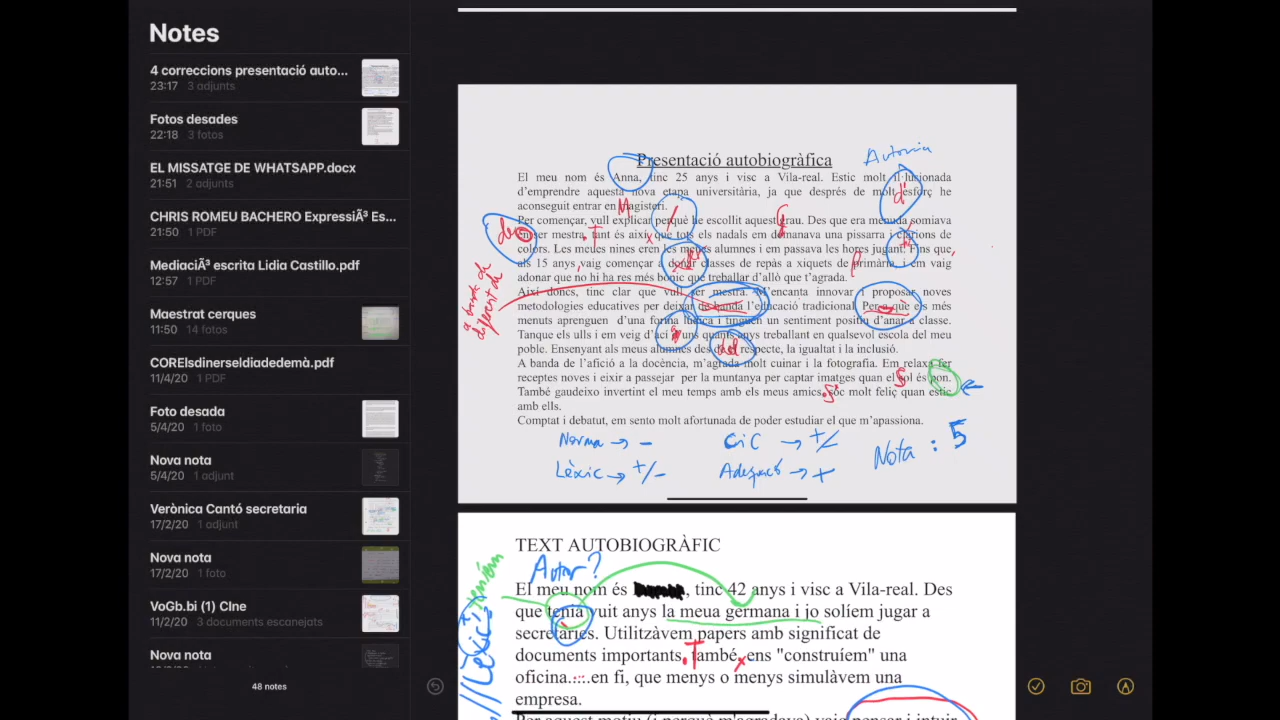 Notes
4 correccions presentació auto...
23:17 3 adjunts
Fotos desades
22:18 3 fotos
EL MISSATGE DE WHATSAPP.docx
21:51 2 adjunts
CHRIS ROMEU BACHERO ExpressiÃ³ Es...
21:50 1 PDF
MediaciÃ³ escrita Lidia Castillo.pdf
12:57 1 PDF
Maestrat cerques
11:50 14 fotos
CORElsdinerseldiadedemà.pdf
11/4/20 1 PDF
Foto desada
5/4/20 1 foto
Nova nota
5/4/20 1 adjunt
Verònica Cantó secretaria
17/2/20 1 adjunt
Nova nota
17/2/20 1 foto
VoGb.bi (1) CIne
11/2/20 3 documents escanejats
Nova nota
48 notes
Presentació autobiogràfica
El meu nom és Anna, tinc 25 anys i visc a Vila-real. Estic molt il·lusionada
d'emprendre aquesta nova etapa universitària, ja que després de molt esforç he
aconseguit entrar en magisteri.
Per començar, vull explicar perquè he escollit aquest grau. Des que era menuda somiava
en ser mestra, tant és així que tots els nadals em demanava una pissarra i clarions de
colors. Les meues nines eren les meues alumnes i em passava les hores jugant. Fins que,
als 15 anys vaig començar a donar classes de repàs a xiquets de primària, i em vaig
adonar que no hi ha res més bonic que treballar d'allò que t'agrada.
Així doncs, tinc clar que vull ser mestra. M'encanta innovar i proposar noves
metodologies educatives per deixar de banda l'educació tradicional. Per a què els més
menuts aprenguen d'una forma lúdica i tinguen un sentiment positiu d'anar a classe.
Tanque els ulls i em veig d'ací uns quants anys treballant en qualsevol escola del meu
poble. Ensenyant als meus alumnes des del respecte, la igualtat i la inclusió.
A banda de l'afició a la docència, m'agrada molt cuinar i la fotografia. Em relaxa fer
receptes noves i eixir a passejar per la muntanya per captar imatges quan el sol és pon.
També gaudeixo invertint el meu temps amb els meus amics, sóc molt feliç quan estic
amb ells.
Comptat i debatut, em sento molt afortunada de poder estudiar el que m'apassiona.
Norma → -
CiC → +/-
Nota : 5
Lèxic → +/-
Adequació → +
TEXT AUTOBIOGRÀFIC
Autor?
El meu nom és , tinc 42 anys i visc a Vila-real. Des
que tenia vuit anys la meua germana i jo solíem jugar a
secretàries. Utilitzàvem papers amb significat de
documents importants, també, ens "construíem" una
oficina.....en fi, que menys o menys simulàvem una
empresa.
Per aquest motiu (i perquè m'agradava) vaig pensar i intuir
Lèxic
teníem